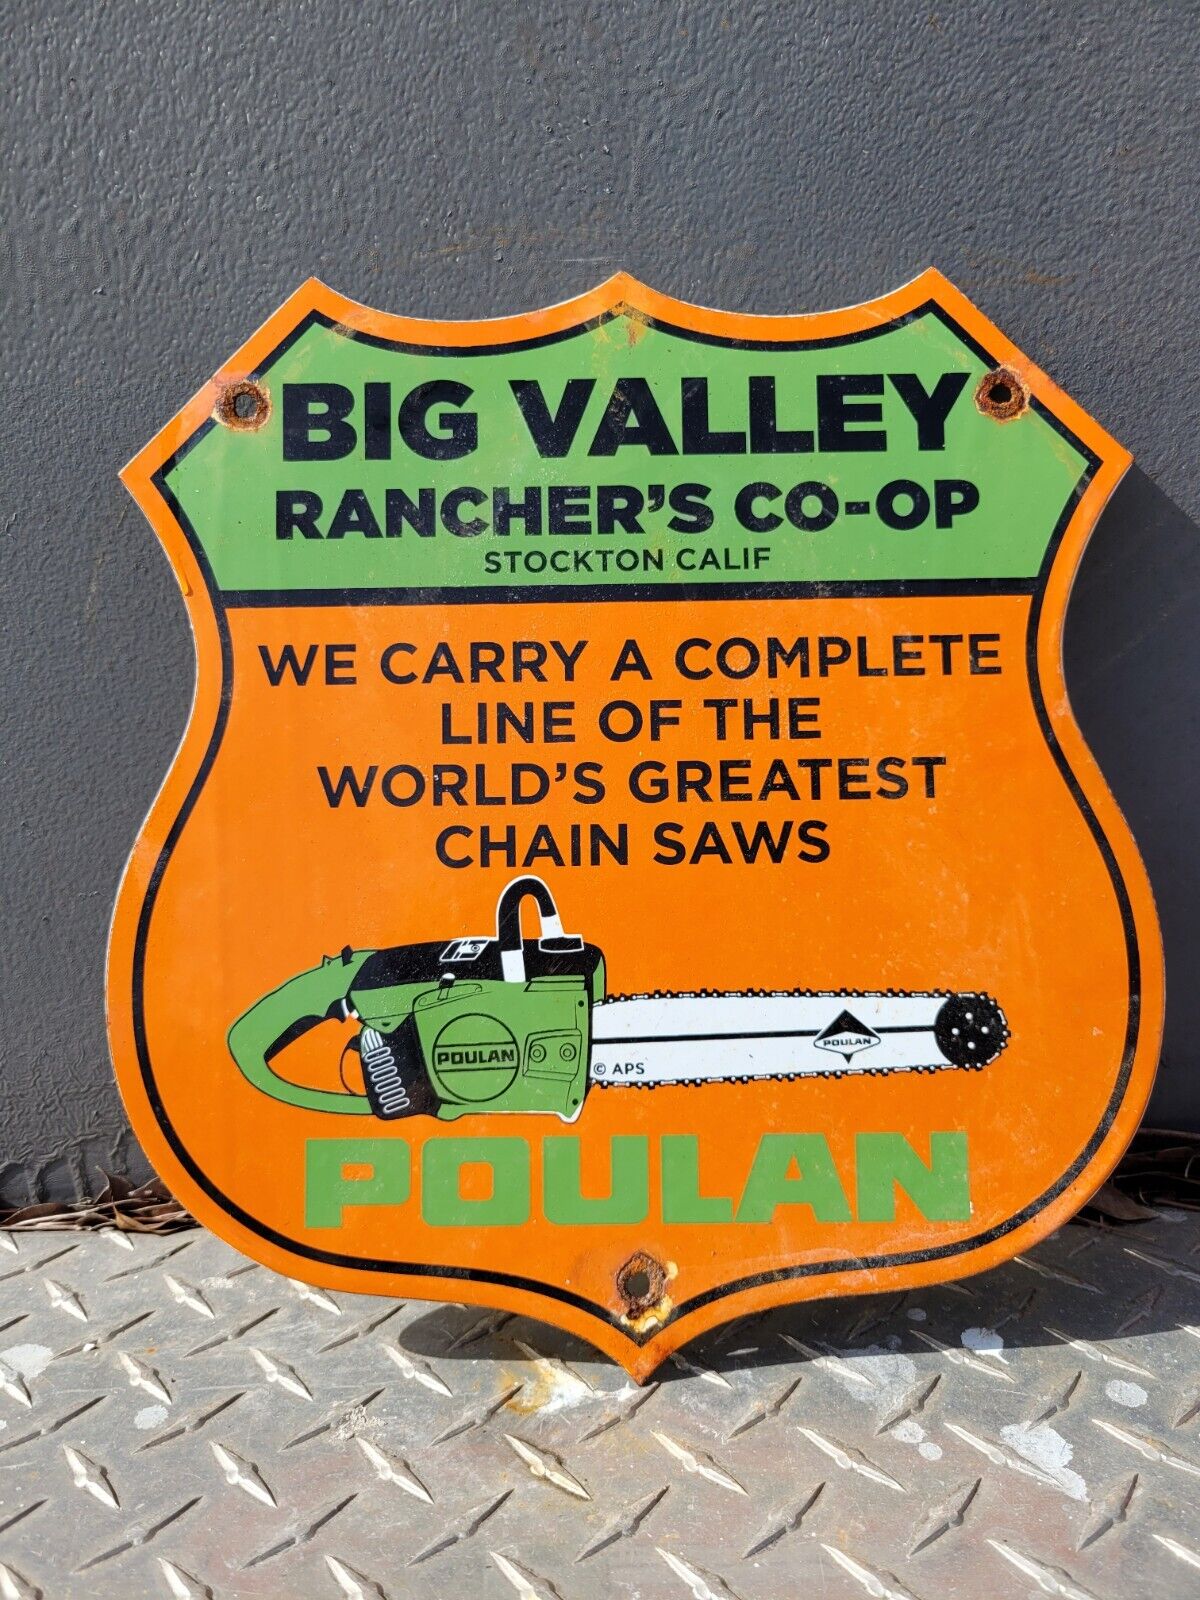 BIG VALLEY
RANCHER'S CO-OP
STOCKTON CALIF
WE CARRY A COMPLETE
LINE OF THE
WORLD'S GREATEST
CHAIN SAWS
POULAN
POULAN
© APS
POULAN